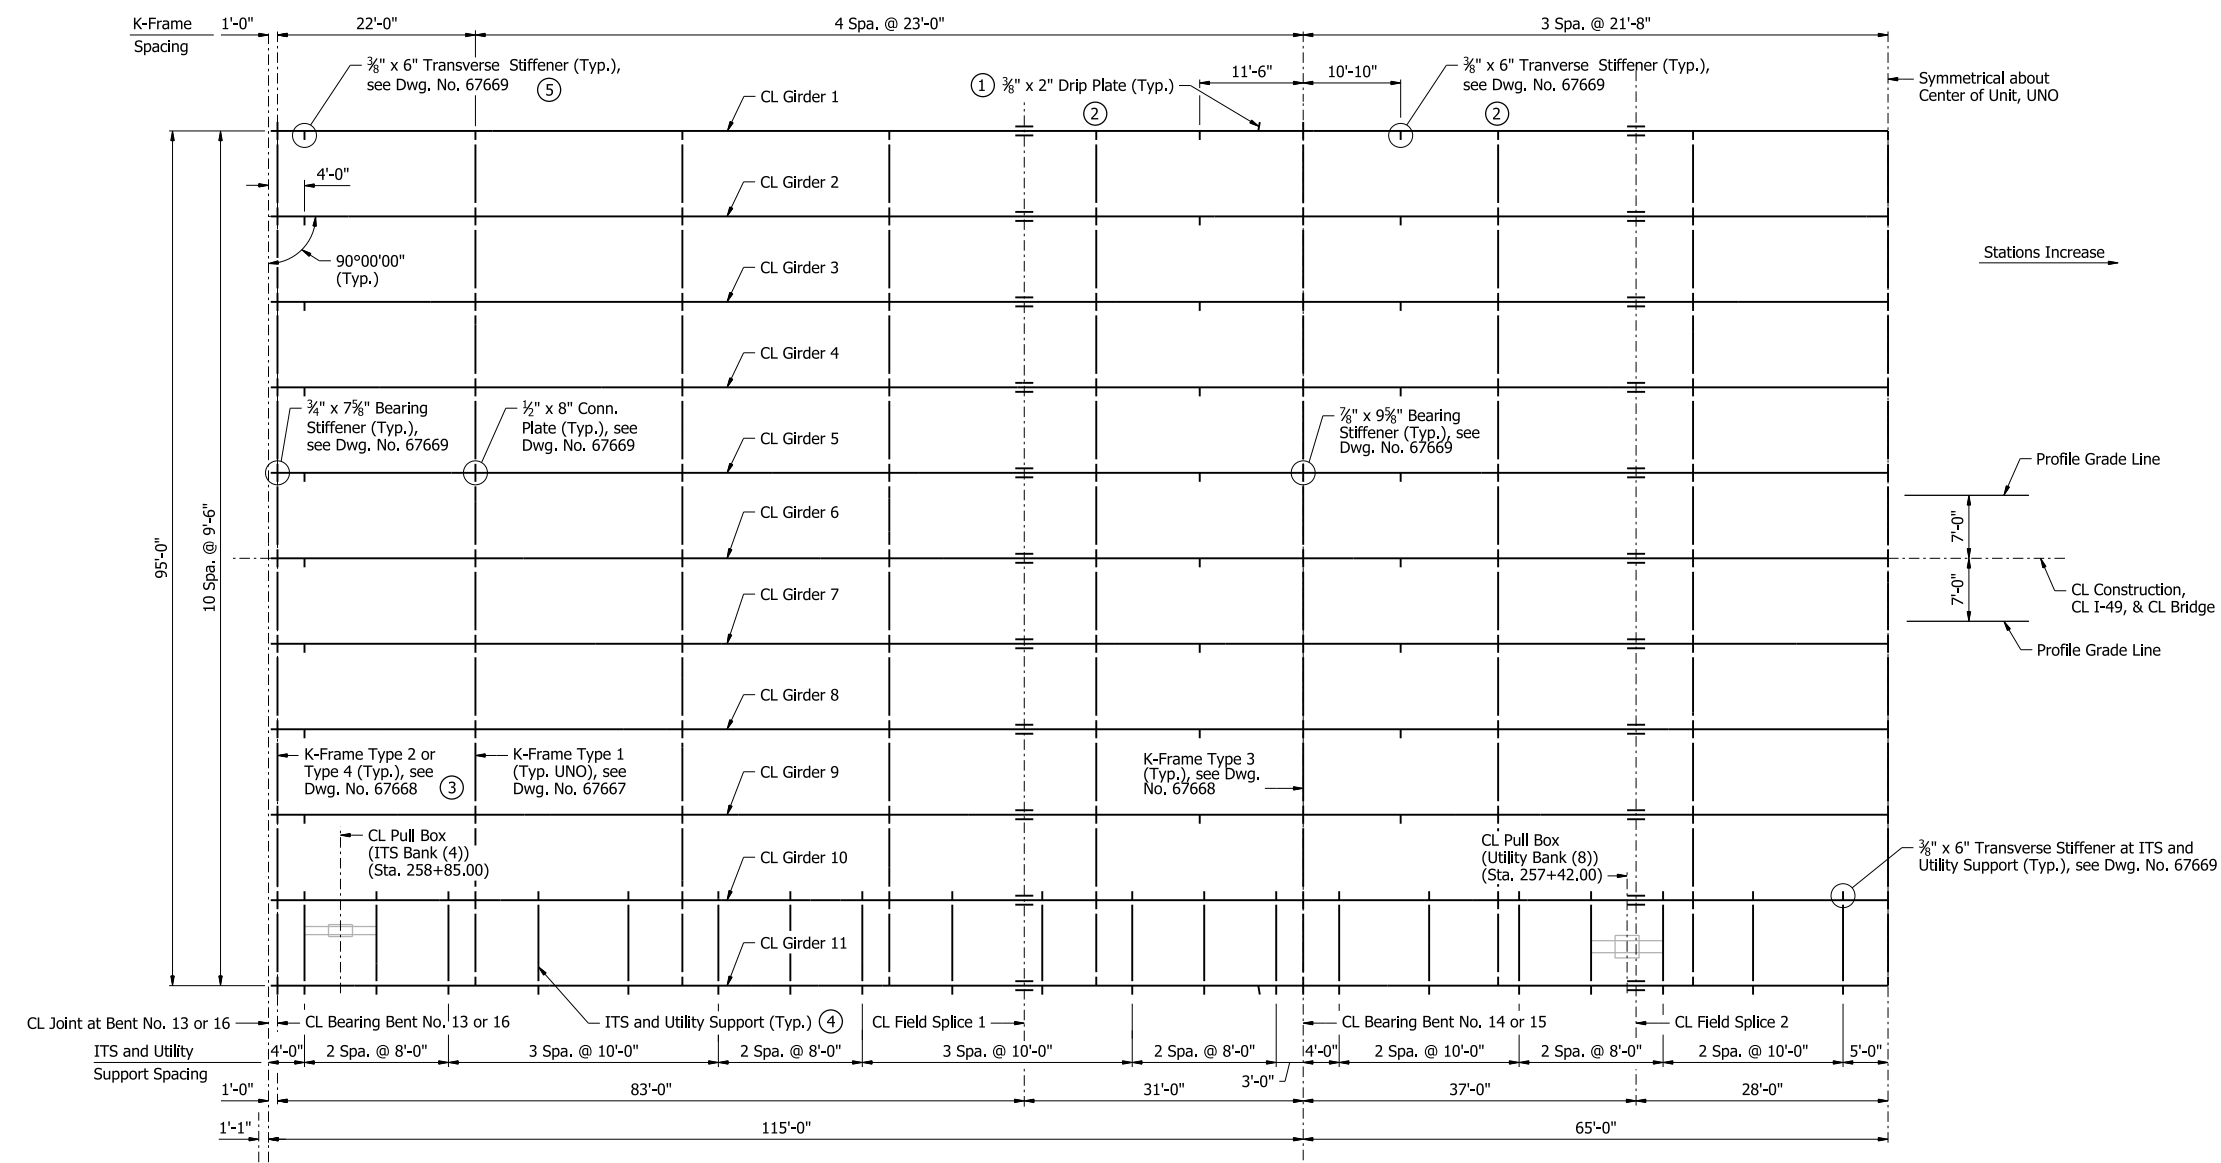 K-Frame
Spacing
1'-0"
22'-0"
4 Spa. @ 23'-0"
3 Spa. @ 21'-8"
⅜" x 6" Transverse Stiffener (Typ.),
see Dwg. No. 67669
5
CL Girder 1
1 ⅜" x 2" Drip Plate (Typ.)
11'-6"
10'-10"
2
⅜" x 6" Tranverse Stiffener (Typ.),
see Dwg. No. 67669
2
Symmetrical about
Center of Unit, UNO
4'-0"
CL Girder 2
90°00'00"
(Typ.)
CL Girder 3
Stations Increase
CL Girder 4
¾" x 7⅝" Bearing
Stiffener (Typ.),
see Dwg. No. 67669
½" x 8" Conn.
Plate (Typ.), see
Dwg. No. 67669
CL Girder 5
⅞" x 9⅝" Bearing
Stiffener (Typ.), see
Dwg. No. 67669
Profile Grade Line
95'-0"
10 Spa. @ 9'-6"
CL Girder 6
7'-0"
7'-0"
CL Girder 7
CL Construction,
CL I-49, & CL Bridge
Profile Grade Line
CL Girder 8
K-Frame Type 2 or
Type 4 (Typ.), see
Dwg. No. 67668
3
K-Frame Type 1
(Typ. UNO), see
Dwg. No. 67667
CL Girder 9
K-Frame Type 3
(Typ.), see Dwg.
No. 67668
CL Pull Box
(ITS Bank (4))
(Sta. 258+85.00)
CL Girder 10
CL Pull Box
(Utility Bank (8))
(Sta. 257+42.00)
⅜" x 6" Transverse Stiffener at ITS and
Utility Support (Typ.), see Dwg. No. 67669
CL Girder 11
CL Joint at Bent No. 13 or 16
CL Bearing Bent No. 13 or 16
ITS and Utility Support (Typ.) 4
CL Field Splice 1
CL Bearing Bent No. 14 or 15
CL Field Splice 2
ITS and Utility
Support Spacing
4'-0"
2 Spa. @ 8'-0"
3 Spa. @ 10'-0"
2 Spa. @ 8'-0"
3 Spa. @ 10'-0"
2 Spa. @ 8'-0"
3'-0"
4'-0"
2 Spa. @ 10'-0"
2 Spa. @ 8'-0"
2 Spa. @ 10'-0"
5'-0"
1'-0"
83'-0"
31'-0"
37'-0"
28'-0"
1'-1"
115'-0"
65'-0"